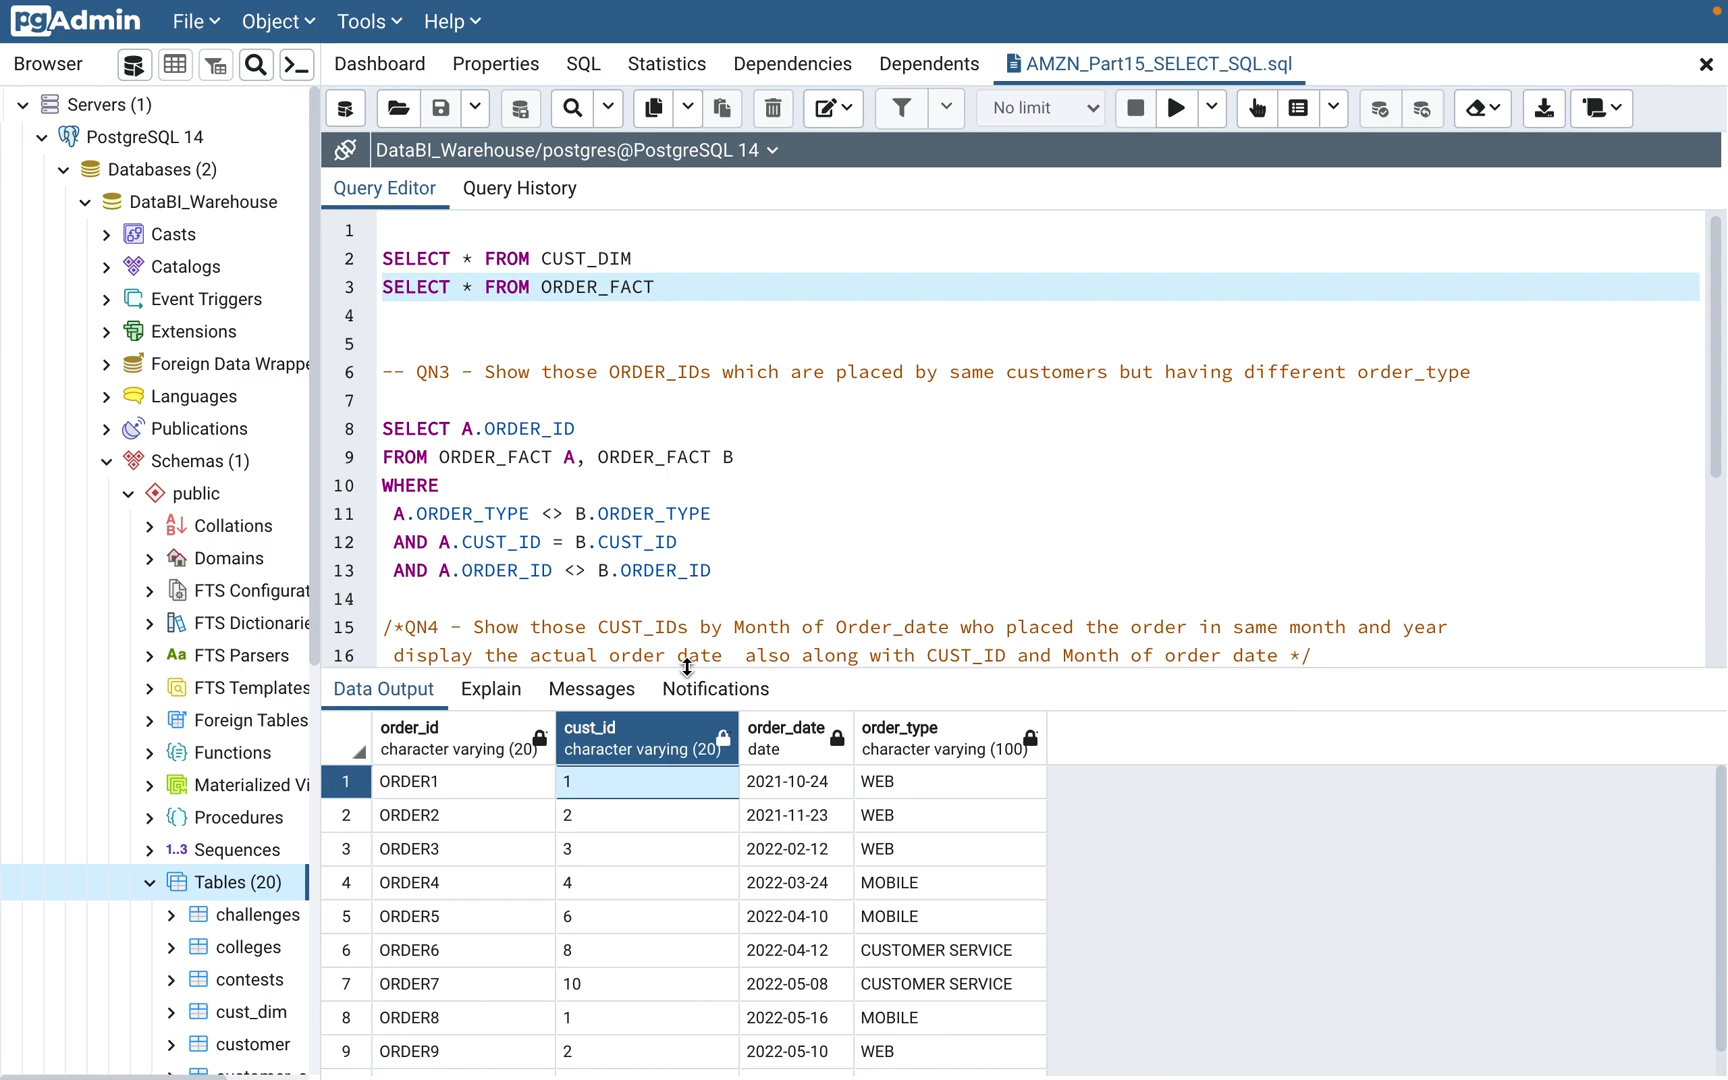 pgAdmin File Object Tools Help
Browser
Dashboard Properties SQL Statistics Dependencies Dependents AMZN_Part15_SELECT_SQL.sql
Servers (1)
PostgreSQL 14
Databases (2)
DataBI_Warehouse
Casts
Catalogs
Event Triggers
Extensions
Foreign Data Wrappe
Languages
Publications
Schemas (1)
public
Collations
Domains
FTS Configurat
FTS Dictionarie
Aa FTS Parsers
FTS Templates
Foreign Tables
Functions
Materialized Vi
Procedures
1..3 Sequences
Tables (20)
challenges
colleges
contests
cust_dim
customer
No limit
DataBI_Warehouse/postgres@PostgreSQL 14
Query Editor Query History
1
2 SELECT * FROM CUST_DIM
3 SELECT * FROM ORDER_FACT
4
5
6 -- QN3 - Show those ORDER_IDs which are placed by same customers but having different order_type
7
8 SELECT A.ORDER_ID
9 FROM ORDER_FACT A, ORDER_FACT B
10 WHERE
11 A.ORDER_TYPE <> B.ORDER_TYPE
12 AND A.CUST_ID = B.CUST_ID
13 AND A.ORDER_ID <> B.ORDER_ID
14
15 /*QN4 - Show those CUST_IDs by Month of Order_date who placed the order in same month and year
16 display the actual order date also along with CUST_ID and Month of order date */
Data Output Explain Messages Notifications
order_id cust_id order_date order_type
character varying (20) character varying (20) date character varying (100)
1 ORDER1 1 2021-10-24 WEB
2 ORDER2 2 2021-11-23 WEB
3 ORDER3 3 2022-02-12 WEB
4 ORDER4 4 2022-03-24 MOBILE
5 ORDER5 6 2022-04-10 MOBILE
6 ORDER6 8 2022-04-12 CUSTOMER SERVICE
7 ORDER7 10 2022-05-08 CUSTOMER SERVICE
8 ORDER8 1 2022-05-16 MOBILE
9 ORDER9 2 2022-05-10 WEB